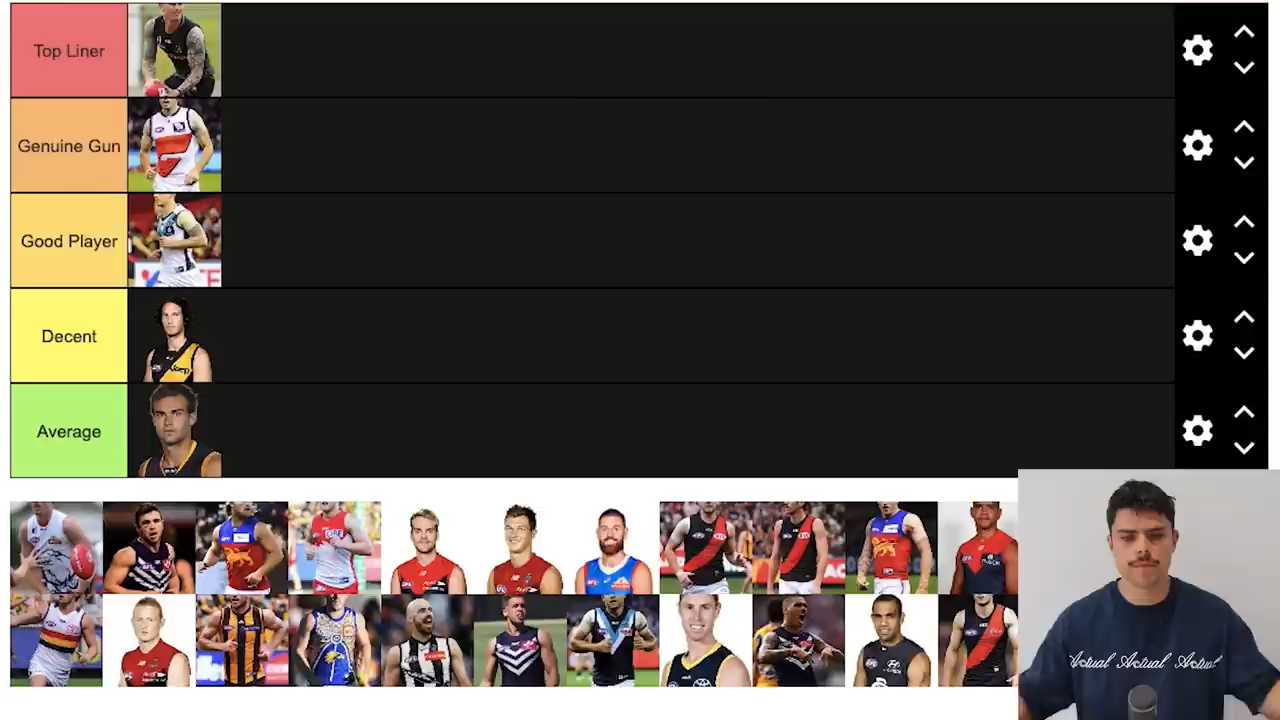 Top Liner
Genuine Gun
Good Player
Decent
Average
Actual Actual Actual